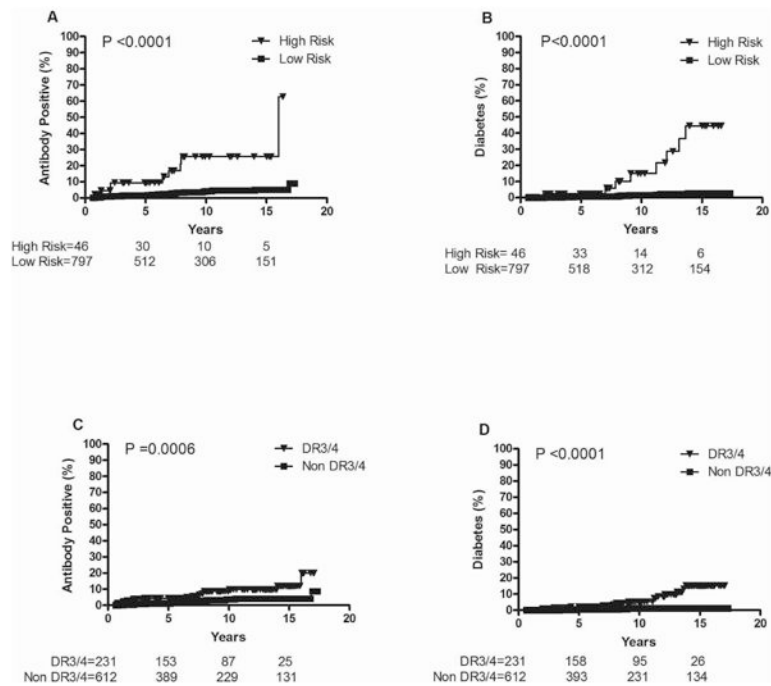 A
P <0.0001
High Risk
Low Risk
Antibody Positive (%)
100
90
80
70
60
50
40
30
20
10
0
0 5 10 15 20
Years
High Risk=46 30 10 5
Low Risk=797 512 306 151
B
P<0.0001
High Risk
Low Risk
Diabetes (%)
100
90
80
70
60
50
40
30
20
10
0
0 5 10 15 20
Years
High Risk= 46 33 14 6
Low Risk=797 518 312 154
C
P =0.0006
DR3/4
Non DR3/4
Antibody Positive (%)
100
90
80
70
60
50
40
30
20
10
0
0 5 10 15 20
Years
DR3/4=231 153 87 25
Non DR3/4=612 389 229 131
D
P <0.0001
DR3/4
Non DR3/4
Diabetes (%)
100
90
80
70
60
50
40
30
20
10
0
0 5 10 15 20
Years
DR3/4=231 158 95 26
Non DR3/4=612 393 231 134